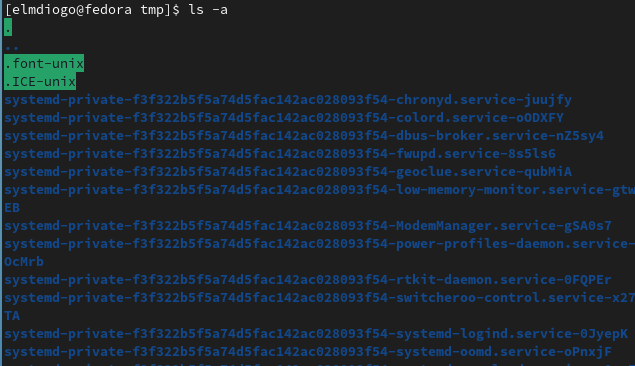 [elmdiogo@fedora tmp]$ ls -a
.
..
.font-unix
.ICE-unix
systemd-private-f3f322b5f5a74d5fac142ac028093f54-chronyd.service-juujfy
systemd-private-f3f322b5f5a74d5fac142ac028093f54-colord.service-oODXFY
systemd-private-f3f322b5f5a74d5fac142ac028093f54-dbus-broker.service-nZ5sy4
systemd-private-f3f322b5f5a74d5fac142ac028093f54-fwupd.service-8s5ls6
systemd-private-f3f322b5f5a74d5fac142ac028093f54-geoclue.service-qubMiA
systemd-private-f3f322b5f5a74d5fac142ac028093f54-low-memory-monitor.service-gtw
EB
systemd-private-f3f322b5f5a74d5fac142ac028093f54-ModemManager.service-gSA0s7
systemd-private-f3f322b5f5a74d5fac142ac028093f54-power-profiles-daemon.service-
OcMrb
systemd-private-f3f322b5f5a74d5fac142ac028093f54-rtkit-daemon.service-0FQPEr
systemd-private-f3f322b5f5a74d5fac142ac028093f54-switcheroo-control.service-x27
TA
systemd-private-f3f322b5f5a74d5fac142ac028093f54-systemd-logind.service-0JyepK
systemd-private-f3f322b5f5a74d5fac142ac028093f54-systemd-oomd.service-oPnxjF